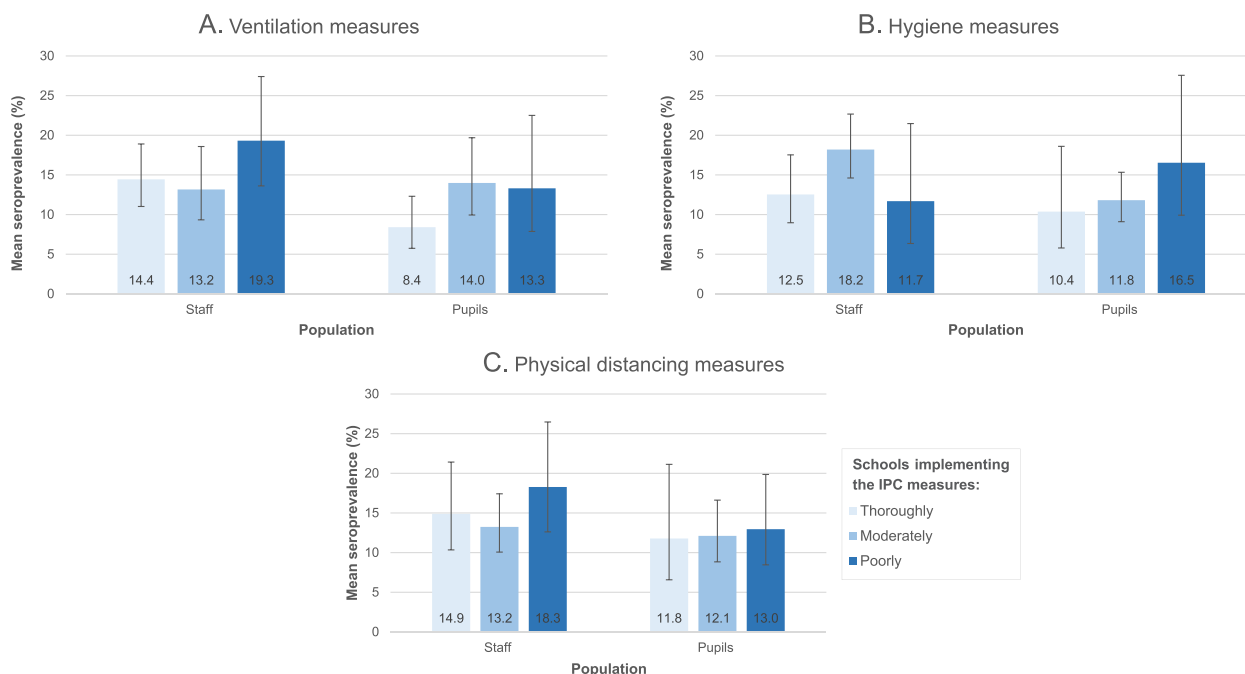 A. Ventilation measures
Mean seroprevalence (%)
30
25
20
15
10
5
0
14.4 13.2 19.3 8.4 14.0 13.3
Staff Pupils
Population
B. Hygiene measures
Mean seroprevalence (%)
30
25
20
15
10
5
0
12.5 18.2 11.7 10.4 11.8 16.5
Staff Pupils
Population
C. Physical distancing measures
Mean seroprevalence (%)
30
25
20
15
10
5
0
14.9 13.2 18.3 11.8 12.1 13.0
Staff Pupils
Population
Schools implementing
the IPC measures:
Thoroughly
Moderately
Poorly